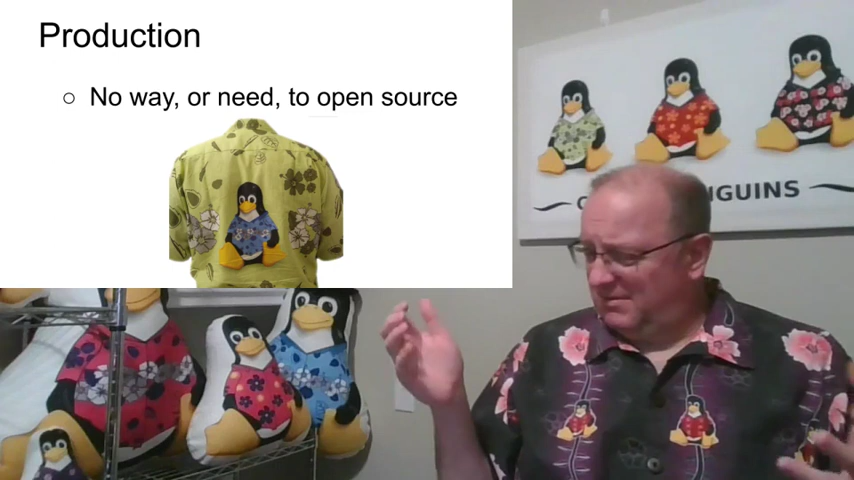 Production
○ No way, or need, to open source
GUINS